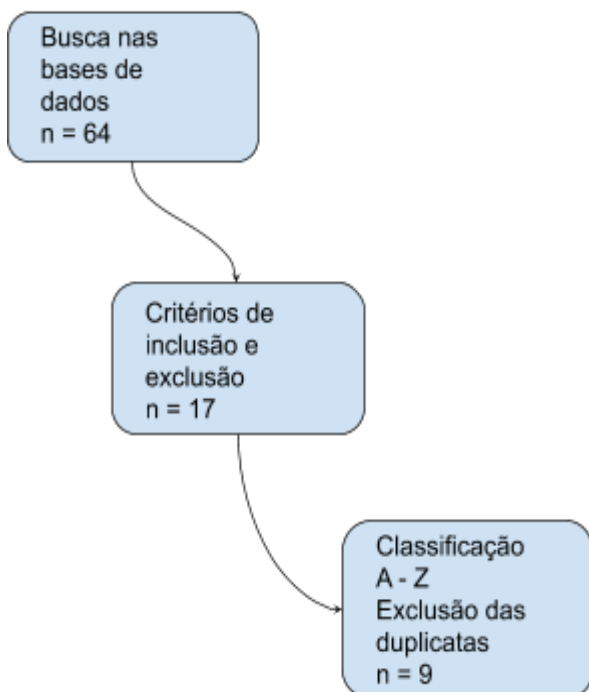 Busca nas
bases de
dados
n = 64
Critérios de
inclusão e
exclusão
n = 17
Classificação
A - Z
Exclusão das
duplicatas
n = 9